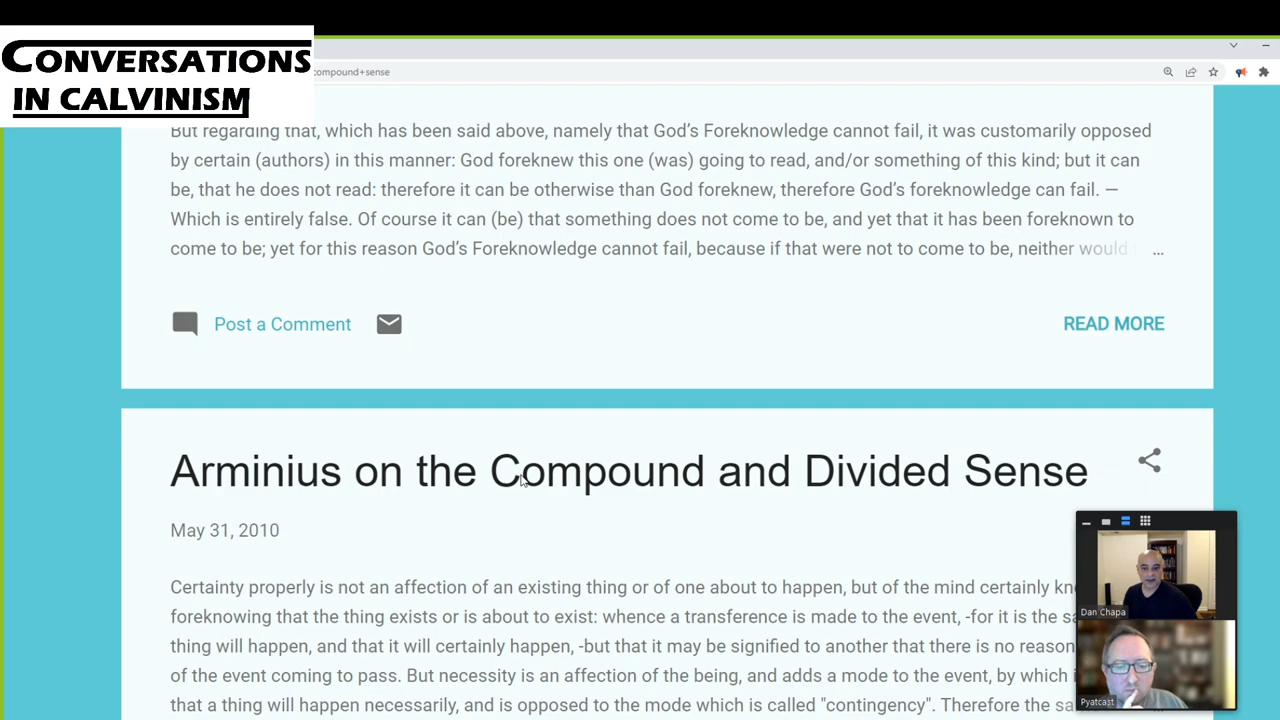 CONVERSATIONS
IN CALVINISM
compound+sense
But regarding that, which has been said above, namely that God's Foreknowledge cannot fail, it was customarily opposed
by certain (authors) in this manner: God foreknew this one (was) going to read, and/or something of this kind; but it can
be, that he does not read: therefore it can be otherwise than God foreknew, therefore God's foreknowledge can fail. —
Which is entirely false. Of course it can (be) that something does not come to be, and yet that it has been foreknown to
come to be; yet for this reason God's Foreknowledge cannot fail, because if that were not to come to be, neither would ...
Post a Comment
READ MORE
Arminius on the Compound and Divided Sense
May 31, 2010
Certainty properly is not an affection of an existing thing or of one about to happen, but of the mind certainly
foreknowing that the thing exists or is about to exist: whence a transference is made to the event, -for it is the
thing will happen, and that it will certainly happen, -but that it may be signified to another that there is no
of the event coming to pass. But necessity is an affection of the being, and adds a mode to the event, by which
that a thing will happen necessarily, and is opposed to the mode which is called "contingency". Therefore the
Dan Chapa
Pyatcast